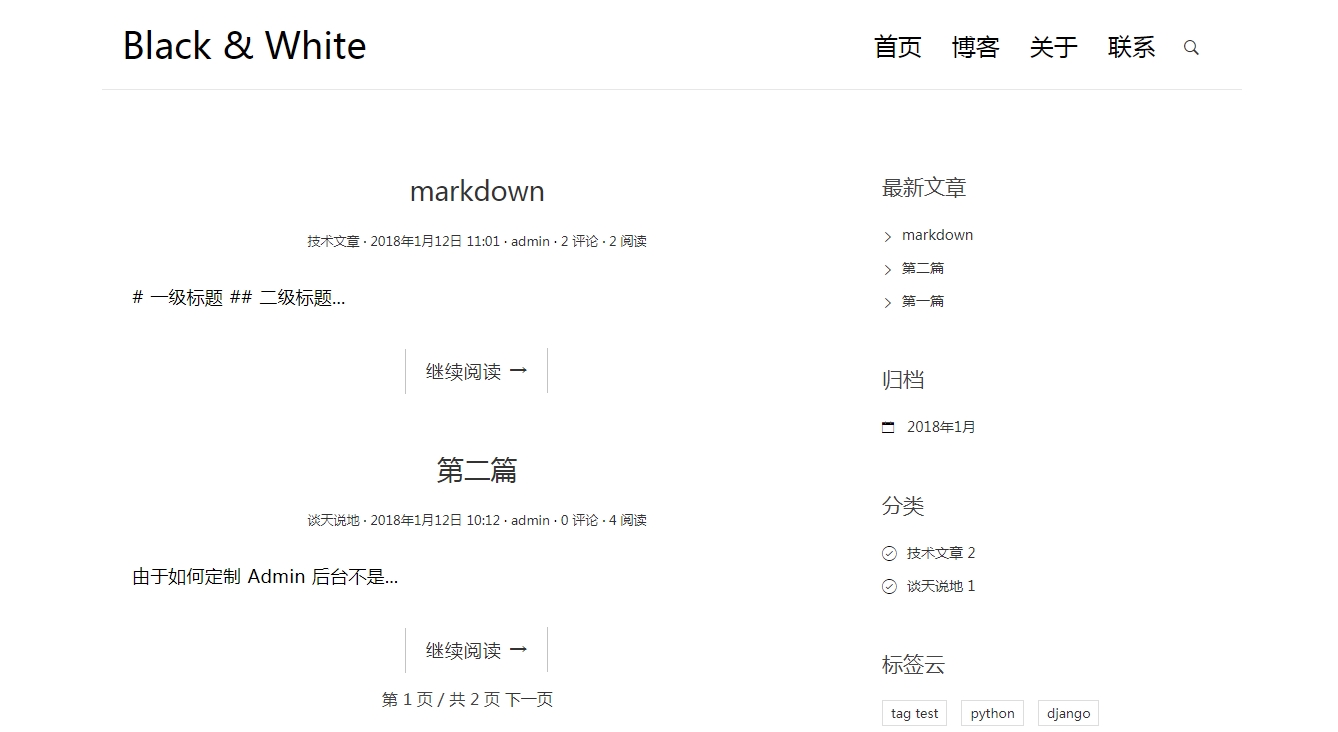 Black & White
首页 博客 关于 联系
markdown
技术文章 · 2018年1月12日 11:01 · admin · 2 评论 · 2 阅读
# 一级标题 ## 二级标题...
继续阅读 →
第二篇
谈天说地 · 2018年1月12日 10:12 · admin · 0 评论 · 4 阅读
由于如何定制 Admin 后台不是...
继续阅读 →
第 1 页 / 共 2 页 下一页
最新文章
markdown
第二篇
第一篇
归档
2018年1月
分类
技术文章 2
谈天说地 1
标签云
tag test python django